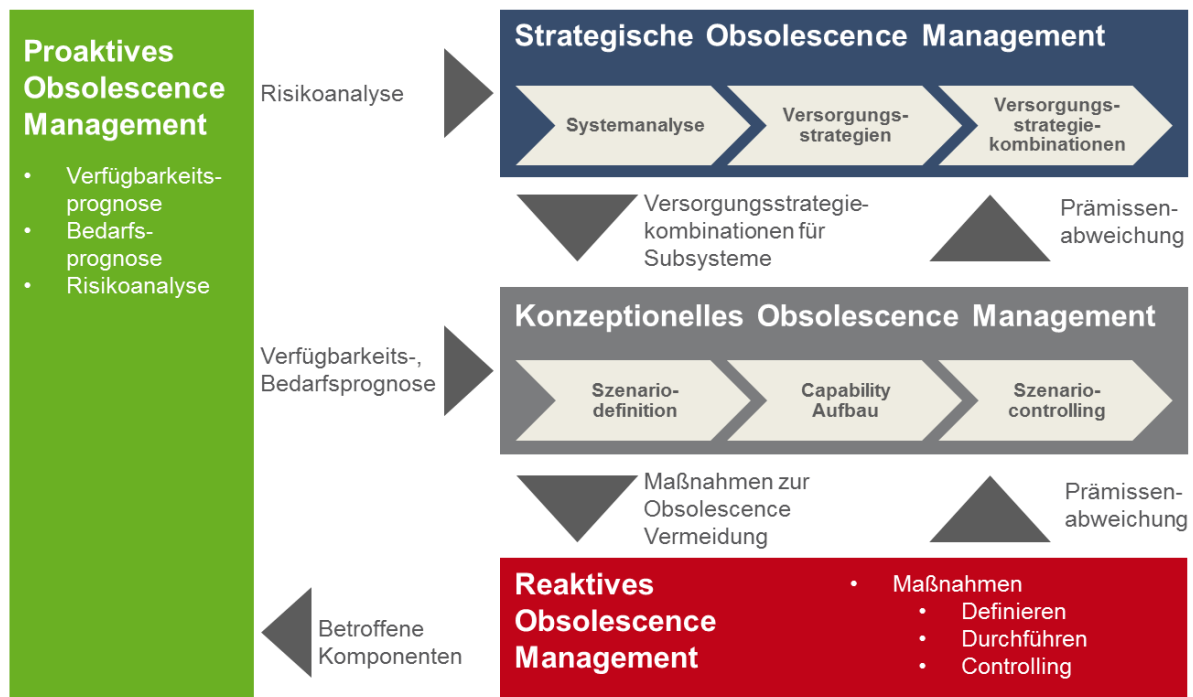 Proaktives
Obsolescence
Management
• Verfügbarkeits-
prognose
• Bedarfs-
prognose
• Risikoanalyse
Risikoanalyse
Strategische Obsolescence Management
Systemanalyse
Versorgungs-
strategien
Versorgungs-
strategie-
kombinationen
Versorgungsstrategie-
kombinationen für
Subsysteme
Prämissen-
abweichung
Verfügbarkeits-,
Bedarfsprognose
Konzeptionelles Obsolescence Management
Szenario-
definition
Capability
Aufbau
Szenario-
controlling
Maßnahmen zur
Obsolescence
Vermeidung
Prämissen-
abweichung
Betroffene
Komponenten
Reaktives
Obsolescence
Management
• Maßnahmen
• Definieren
• Durchführen
• Controlling